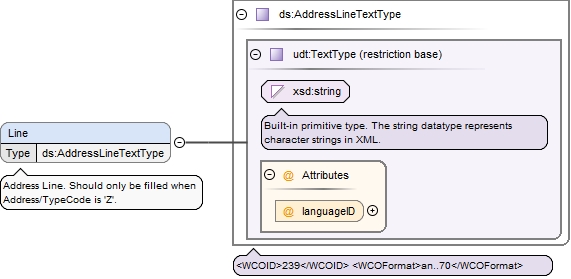 ds:AddressLineTextType
udt:TextType (restriction base)
xsd:string
Built-in primitive type. The string datatype represents
character strings in XML.
Line
Type ds:AddressLineTextType
Address Line. Should only be filled when
Address/TypeCode is 'Z'.
@ Attributes
@ languageID
<WCOID>239</WCOID> <WCOFormat>an..70</WCOFormat>